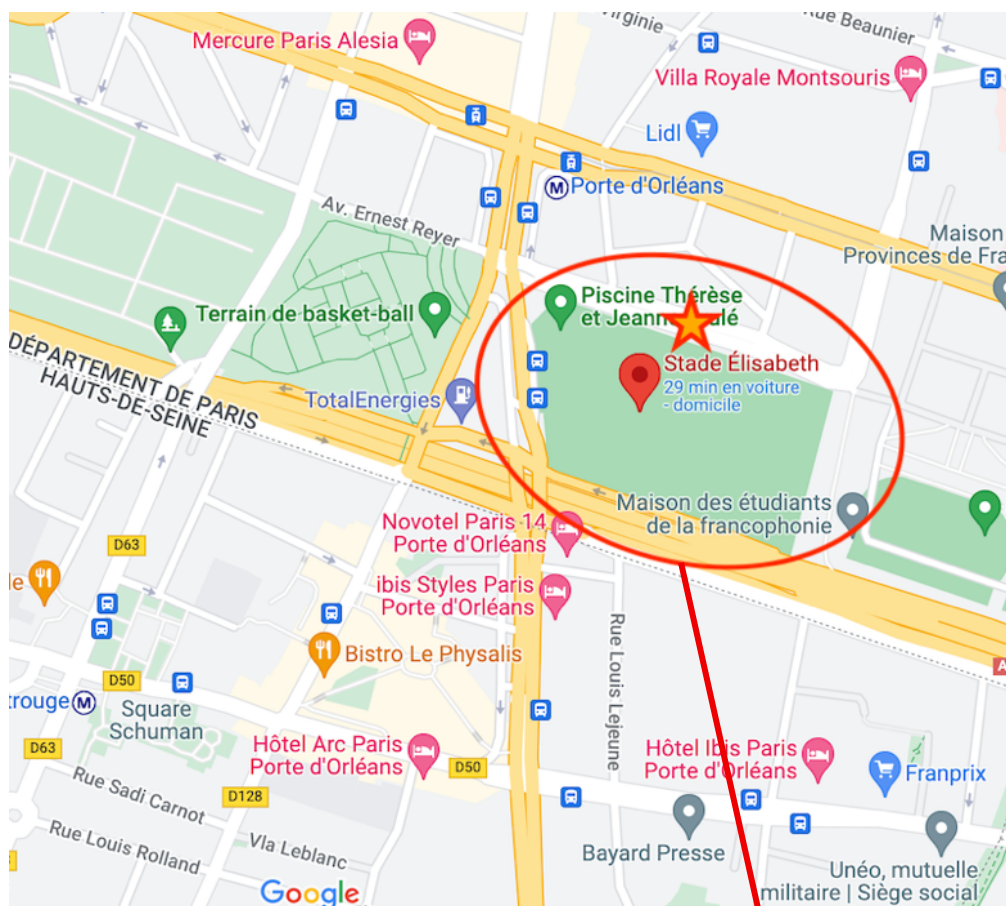 Virginie
Rue Beaunier
Mercure Paris Alesia
Villa Royale Montsouris
Lidl
M Porte d'Orléans
Av. Ernest Reyer
Maison
Provinces de Fra
Piscine Thérèse
et Jeanne
lé
Terrain de basket-ball
Stade Élisabeth
29 min en voiture
- domicile
DÉPARTEMENT DE PARIS
HAUTS-DE-SEINE
TotalEnergies
Maison des étudiants
de la francophonie
Novotel Paris 14
Porte d'Orléans
D63
le
ibis Styles Paris
Porte d'Orléans
Rue Louis Lejeune
Bistro Le Physalis
A
D50
trouge M
Square
Schuman
D63
Hôtel Arc Paris
Porte d'Orléans
D50
Hôtel Ibis Paris
Porte d'Orléans
Franprix
Rue Sadi Carnot
D128
Rue Louis Rolland
Vla Leblanc
Bayard Presse
Unéo, mutuelle
militaire | Siège social
Google